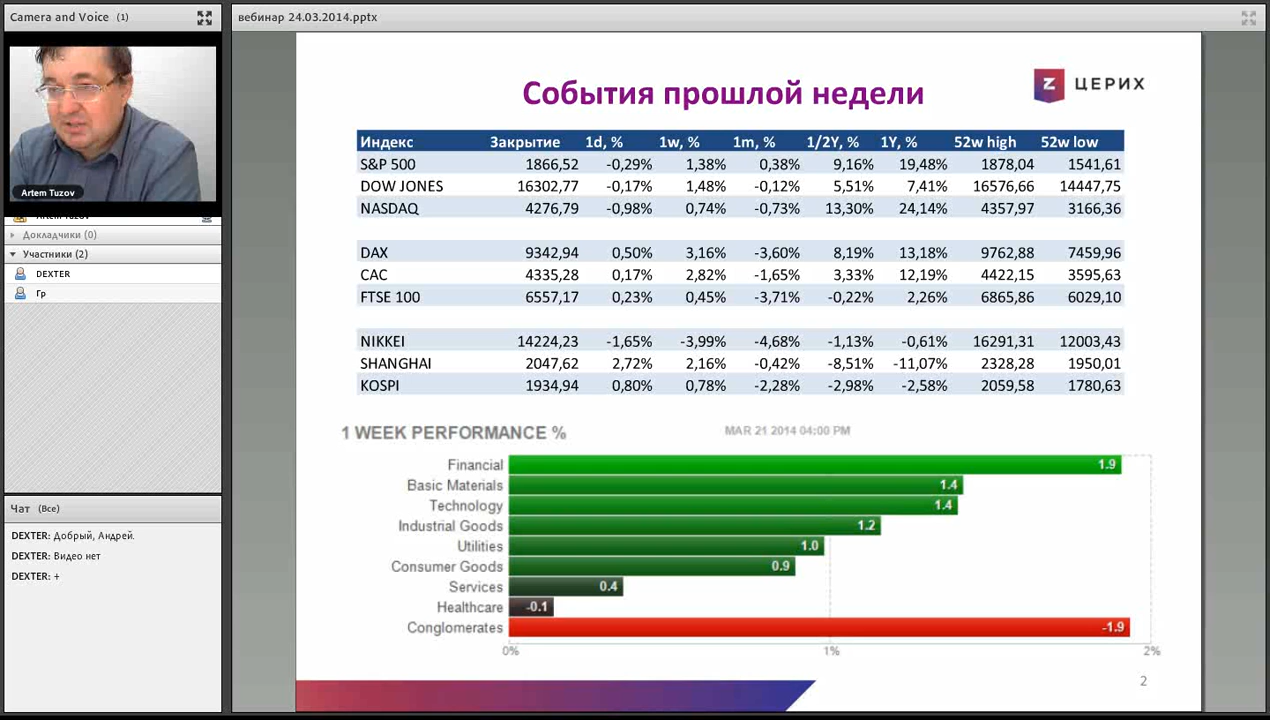 Camera and Voice (1)
Artem Tuzov
Artem Tuzov
Докладчики (0)
Участники (2)
DEXTER
Гр
Чат (Все)
DEXTER: Добрый, Андрей.
DEXTER: Видео нет
DEXTER: +
вебинар 24.03.2014.pptx
События прошлой недели
Z ЦЕРИХ
Индекс Закрытие 1d, % 1w, % 1m, % 1/2Y, % 1Y, % 52w high 52w low
S&P 500 1866,52 -0,29% 1,38% 0,38% 9,16% 19,48% 1878,04 1541,61
DOW JONES 16302,77 -0,17% 1,48% -0,12% 5,51% 7,41% 16576,66 14447,75
NASDAQ 4276,79 -0,98% 0,74% -0,73% 13,30% 24,14% 4357,97 3166,36
DAX 9342,94 0,50% 3,16% -3,60% 8,19% 13,18% 9762,88 7459,96
CAC 4335,28 0,17% 2,82% -1,65% 3,33% 12,19% 4422,15 3595,63
FTSE 100 6557,17 0,23% 0,45% -3,71% -0,22% 2,26% 6865,86 6029,10
NIKKEI 14224,23 -1,65% -3,99% -4,68% -1,13% -0,61% 16291,31 12003,43
SHANGHAI 2047,62 2,72% 2,16% -0,42% -8,51% -11,07% 2328,28 1950,01
KOSPI 1934,94 0,80% 0,78% -2,28% -2,98% -2,58% 2059,58 1780,63
1 WEEK PERFORMANCE % MAR 21 2014 04:00 PM
Financial 1.9
Basic Materials 1.4
Technology 1.4
Industrial Goods 1.2
Utilities 1.0
Consumer Goods 0.9
Services 0.4
Healthcare -0.1
Conglomerates -1.9
0% 1% 2%
2